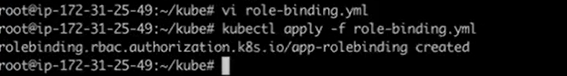 root@ip-172-31-25-49:~/kube# vi role-binding.yml
root@ip-172-31-25-49:~/kube# kubectl apply -f role-binding.yml
rolebinding.rbac.authorization.k8s.io/app-rolebinding created
root@ip-172-31-25-49:~/kube#